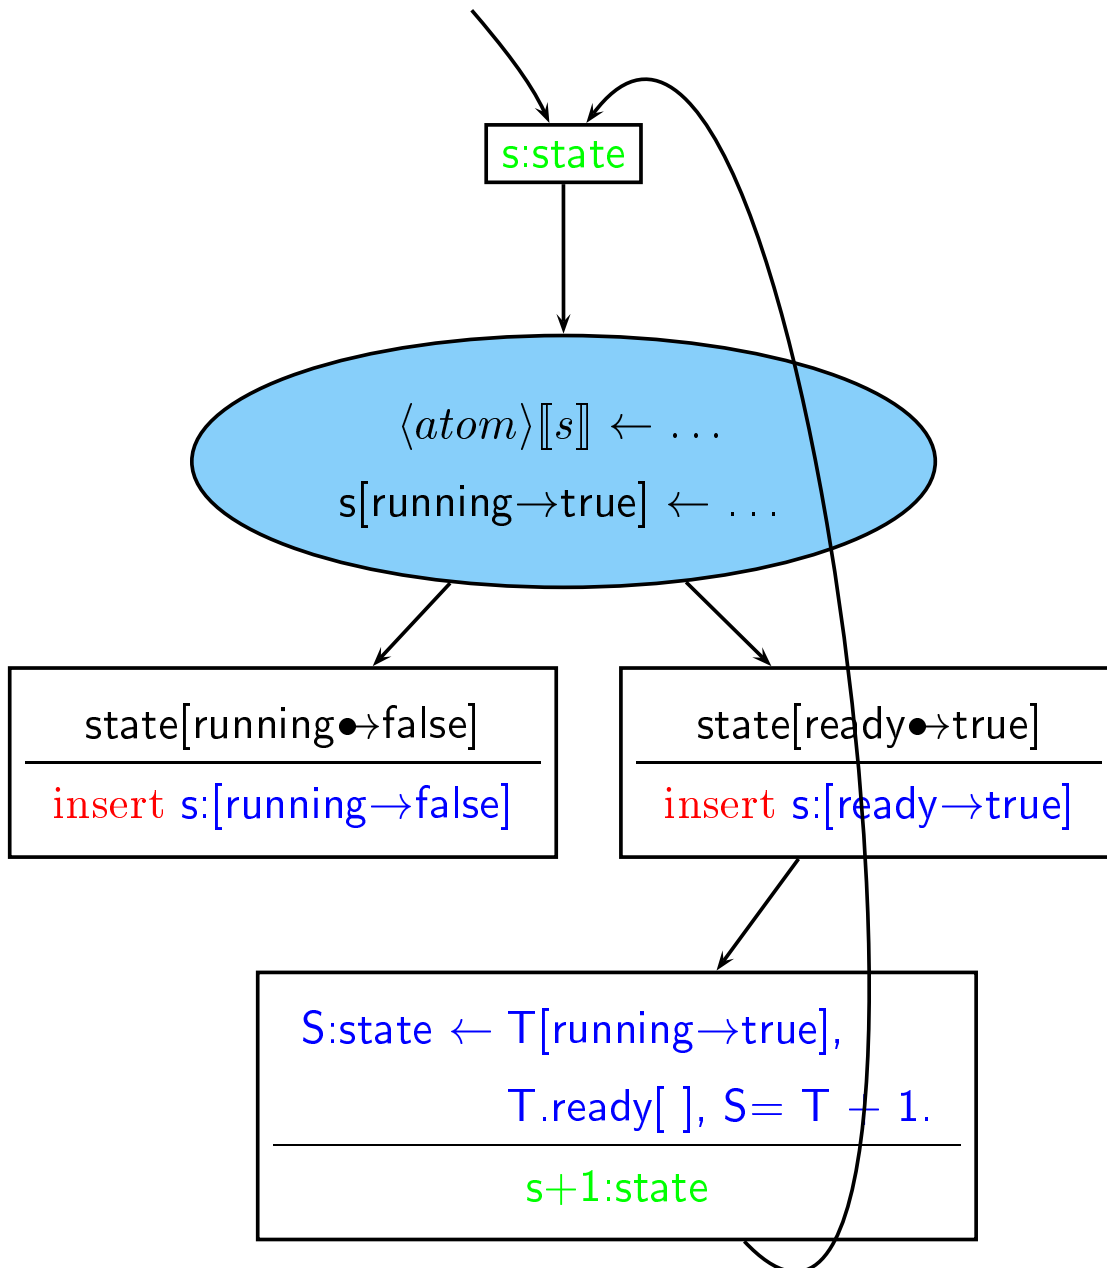 s:state
⟨atom⟩⟦s⟧ ← . . .
s[running→true] ← . . .
state[running●→false]
insert s:[running→false]
state[ready●→true]
insert s:[ready→true]
S:state ← T[running→true],
T.ready[ ], S= T − 1.
s+1:state